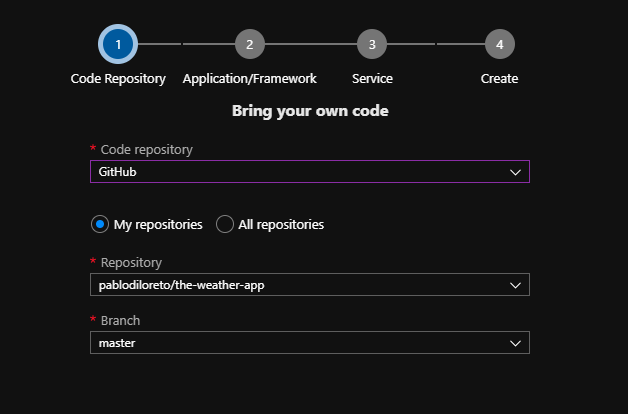 1 2 3 4
Code Repository Application/Framework Service Create
Bring your own code
* Code repository
GitHub
My repositories All repositories
* Repository
pablodiloreto/the-weather-app
* Branch
master